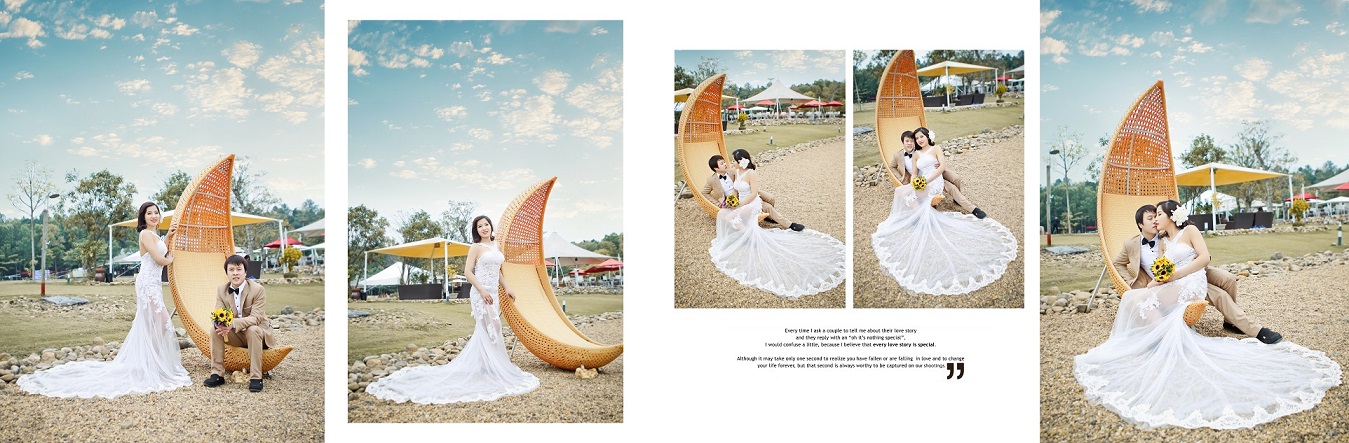 Every time I ask a couple to tell me about their love story
and they reply with an "oh it's nothing special",
I would confuse a little, because I believe that every love story is special.
Although it may take only one second to realize you have fallen or are falling in love and to change
your life forever, but that second is always worthy to be captured on our shootings.
"